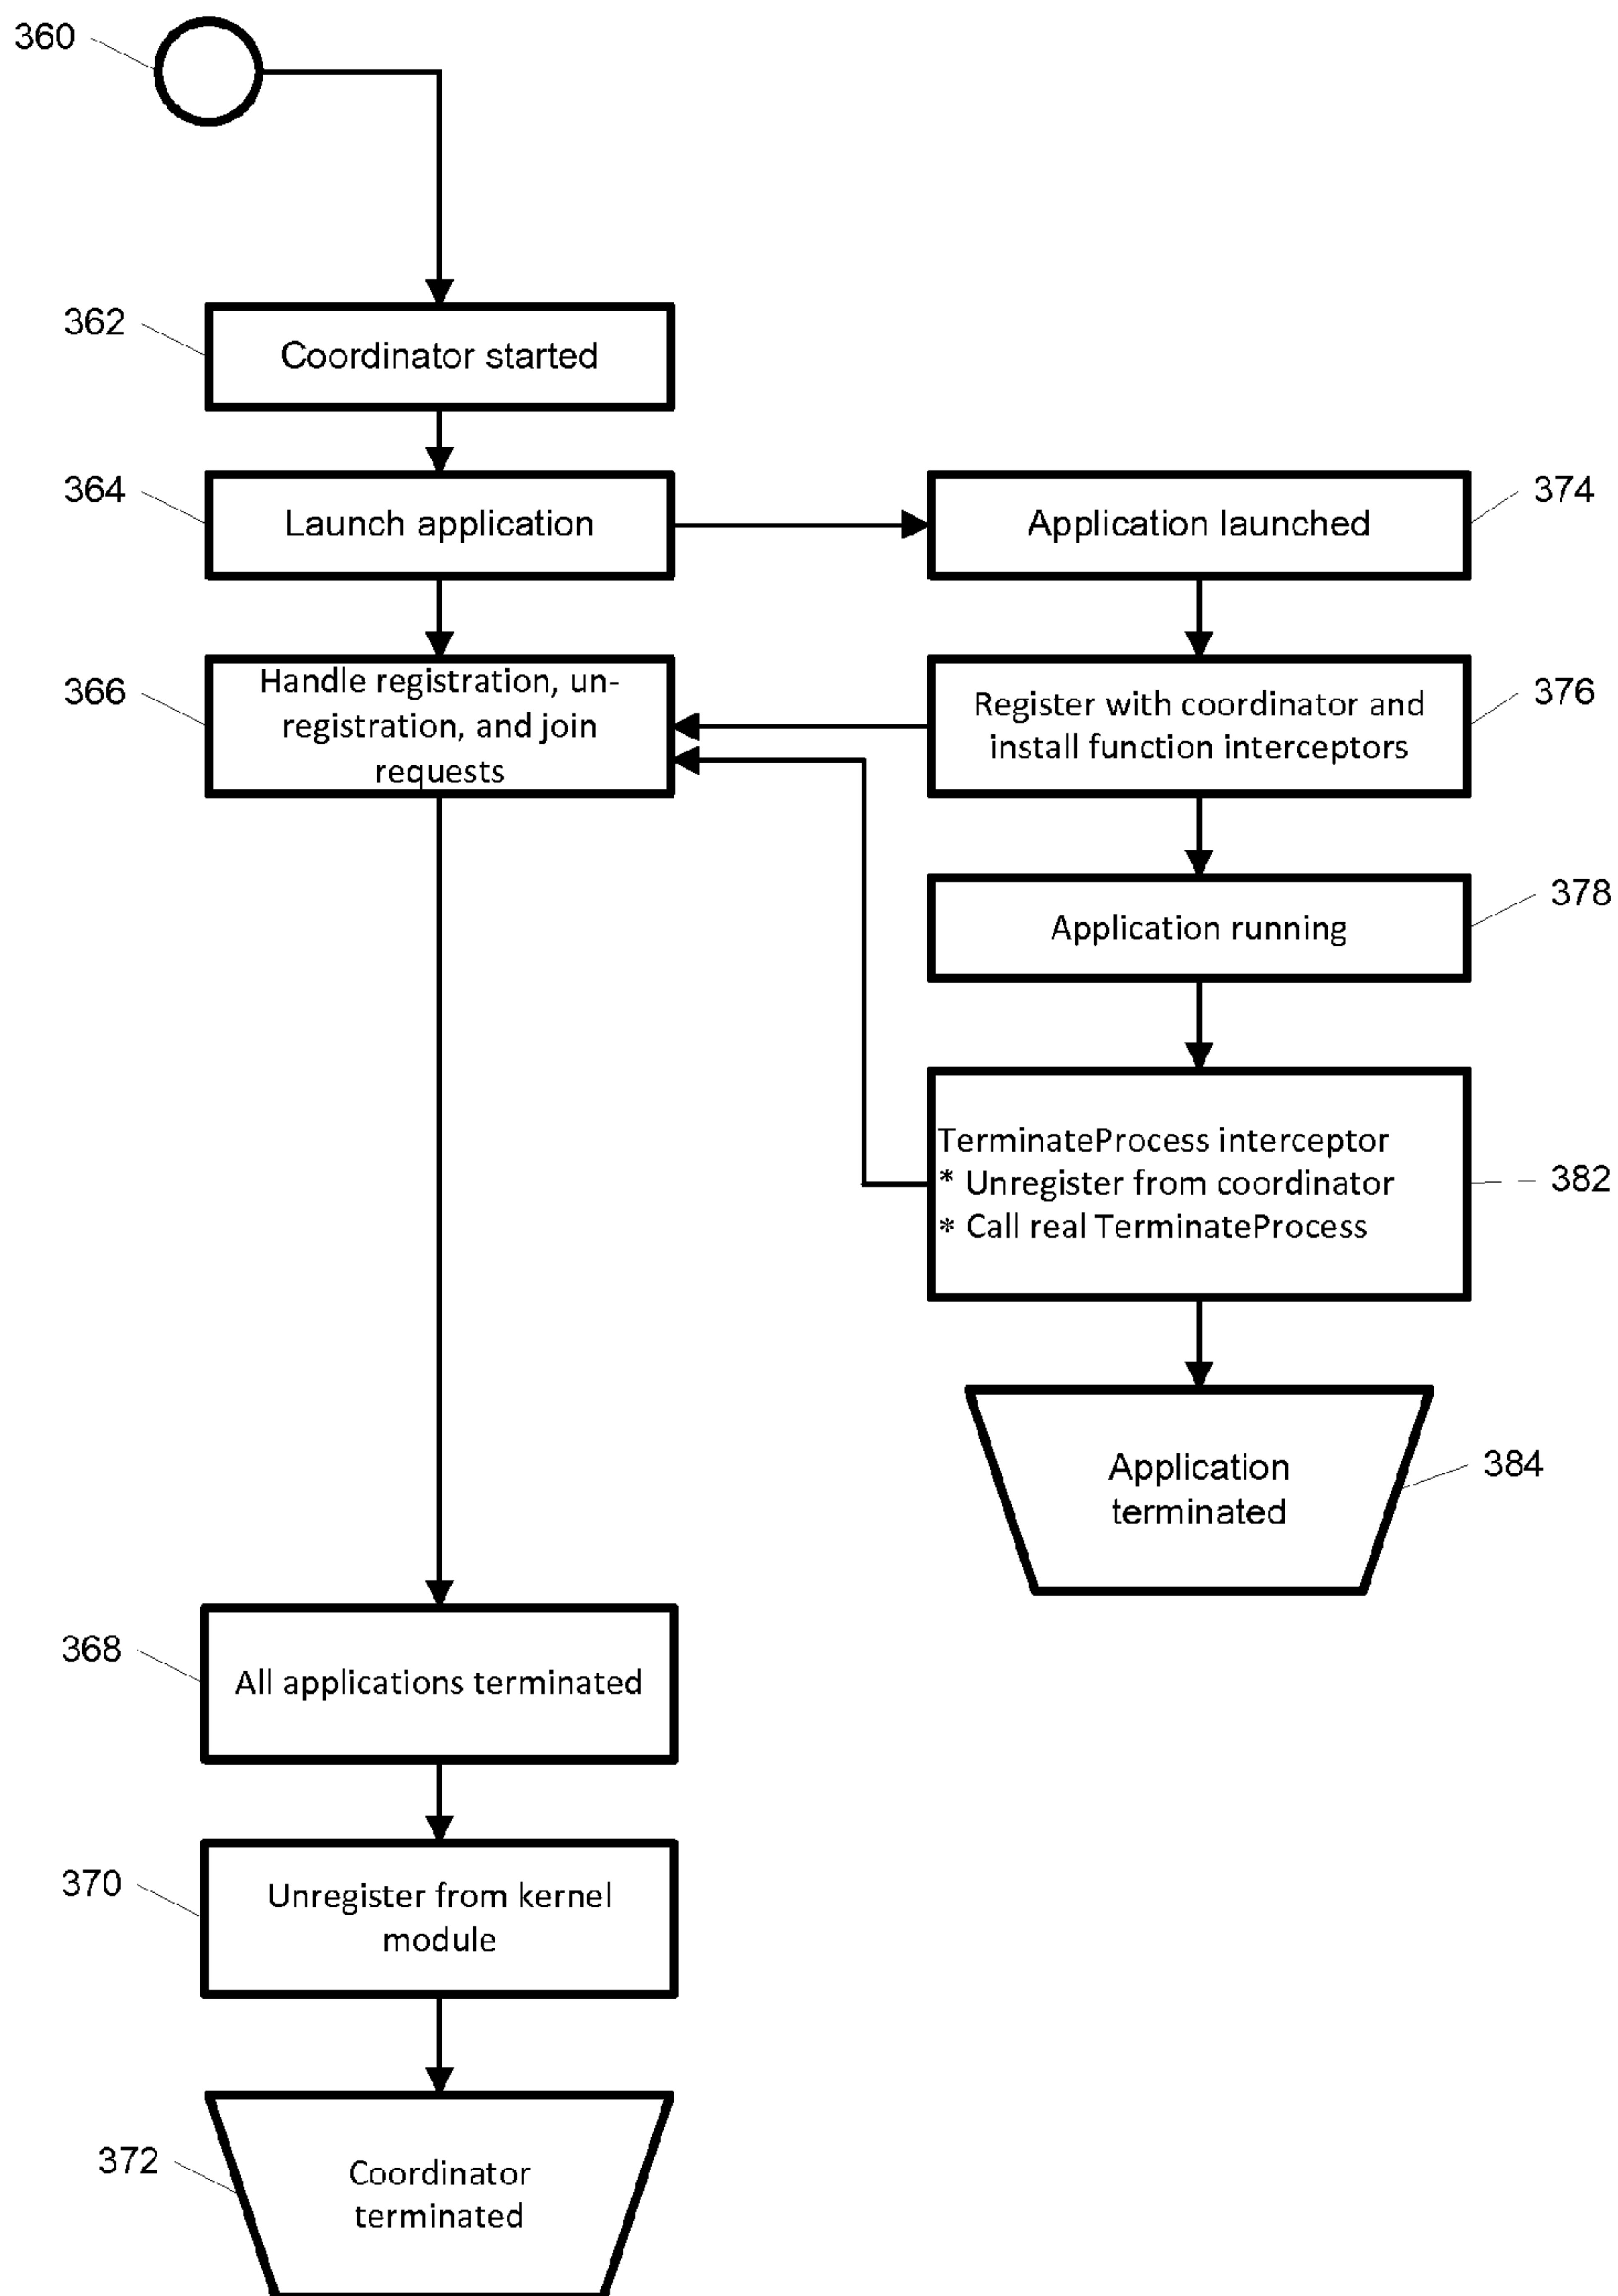 360
362
Coordinator started
364
Launch application
Application launched
374
366
Handle registration, un-
registration, and join
requests
Register with coordinator and
install function interceptors
376
Application running
378
TerminateProcess interceptor
* Unregister from coordinator
* Call real TerminateProcess
382
Application
terminated
384
368
All applications terminated
370
Unregister from kernel
module
372
Coordinator
terminated